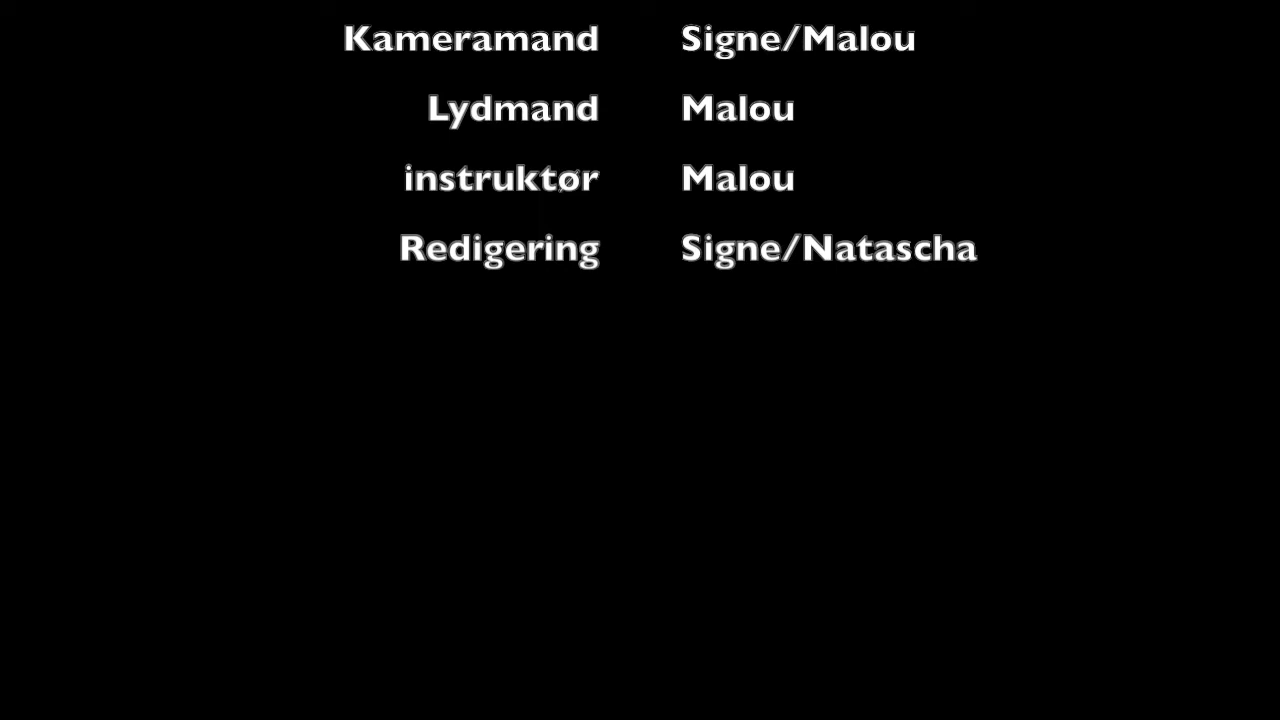 Kameramand Signe/Malou
Lydmand Malou
instruktør Malou
Redigering Signe/Natascha